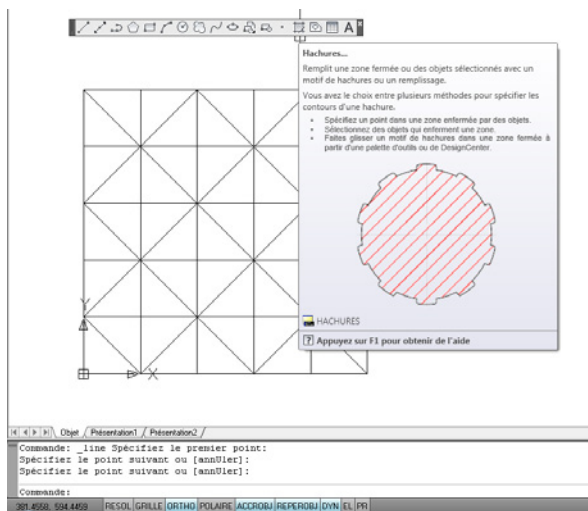 A
Hachures...
Remplit une zone fermée ou des objets sélectionnés avec un
motif de hachures ou un remplissage.
Vous avez le choix entre plusieurs méthodes pour spécifier les
contours d'une hachure.
• Spécifiez un point dans une zone enfermée par des objets.
• Sélectionnez des objets qui enferment une zone.
• Faites glisser un motif de hachures dans une zone fermée à
partir d'une palette d'outils ou de DesignCenter.
HACHURES
? Appuyez sur F1 pour obtenir de l'aide
Y
X
Objet / Présentation1 / Présentation2 /
Commande: _line Spécifiez le premier point:
Spécifiez le point suivant ou [annUler]:
Spécifiez le point suivant ou [annUler]:
Commande:
381.4558, 594.4459 RESOL GRILLE ORTHO POLAIRE ACCROBJ REPEROBJ DYN EL PR